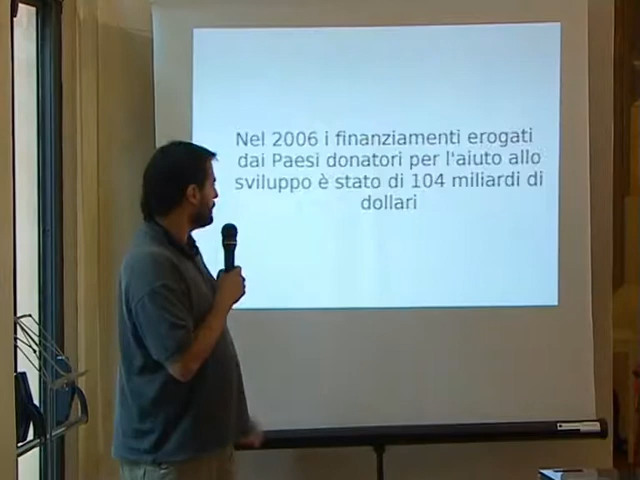 Nel 2006 i finanziamenti erogati
dai Paesi donatori per l'aiuto allo
sviluppo è stato di 104 miliardi di
dollari